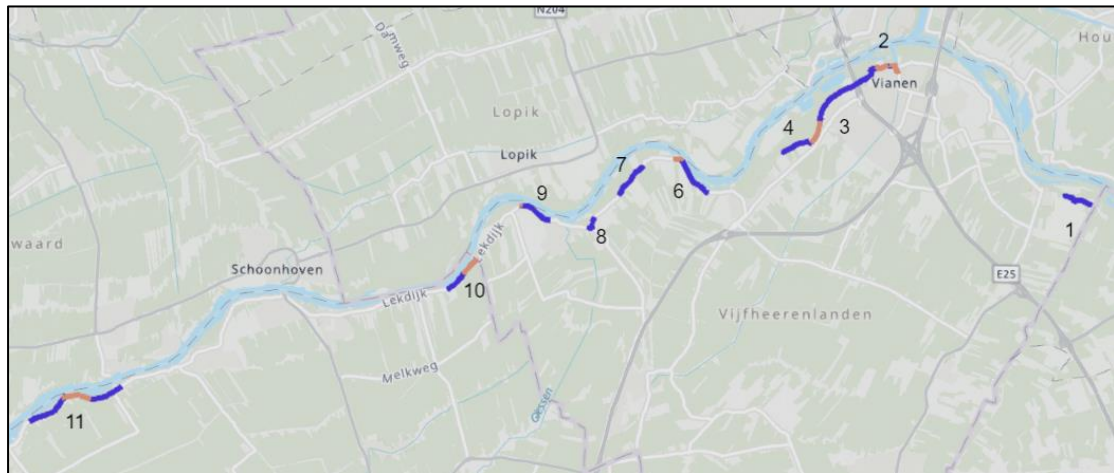 N204
Damweg
Hou
2
Vianen
Lopik
4
3
Lopik
7
6
9
1
8
waard
Lekdijk
Schoonhoven
E25
10
Lekdijk
Vijfheerenlanden
Melkweg
Giessen
11